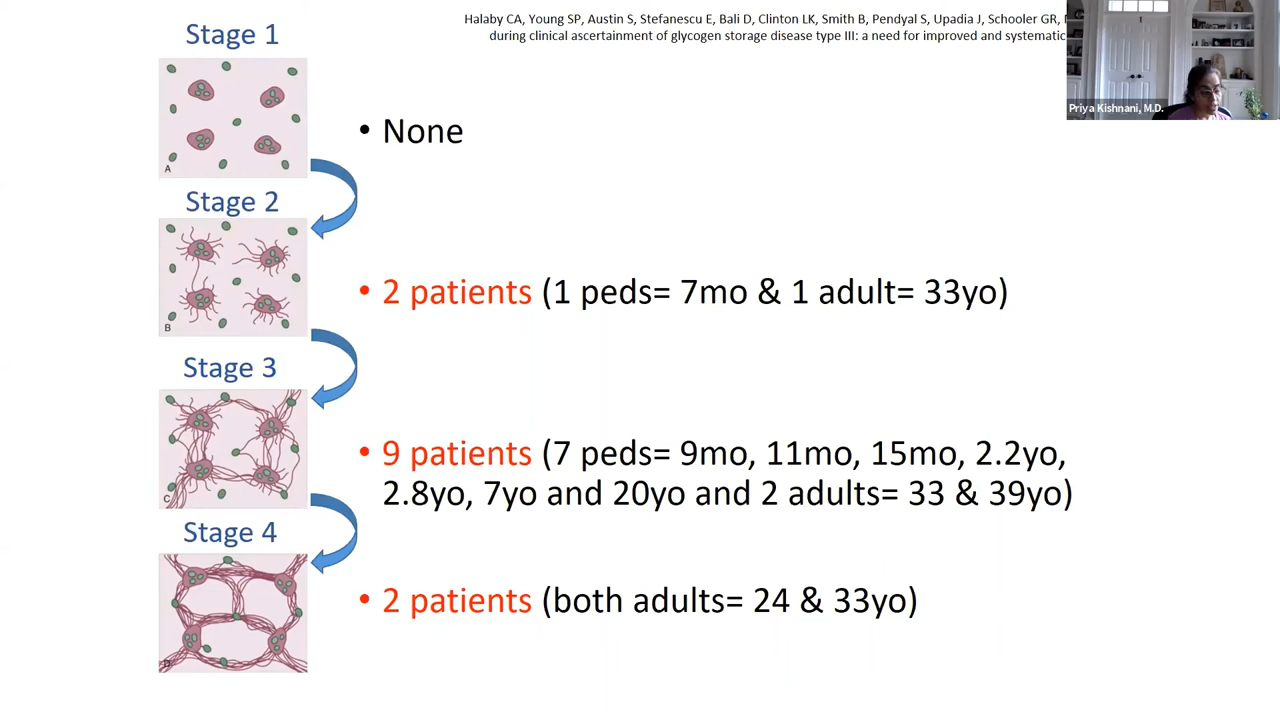 Halaby CA, Young SP, Austin S, Stefanescu E, Bali D, Clinton LK, Smith B, Pendyal S, Upadia J, Schooler GR,
during clinical ascertainment of glycogen storage disease type III: a need for improved and systematic
Priya Kishnani, M.D.
Stage 1
A
• None
Stage 2
B
• 2 patients (1 peds= 7mo & 1 adult= 33yo)
Stage 3
C
• 9 patients (7 peds= 9mo, 11mo, 15mo, 2.2yo,
2.8yo, 7yo and 20yo and 2 adults= 33 & 39yo)
Stage 4
D
• 2 patients (both adults= 24 & 33yo)